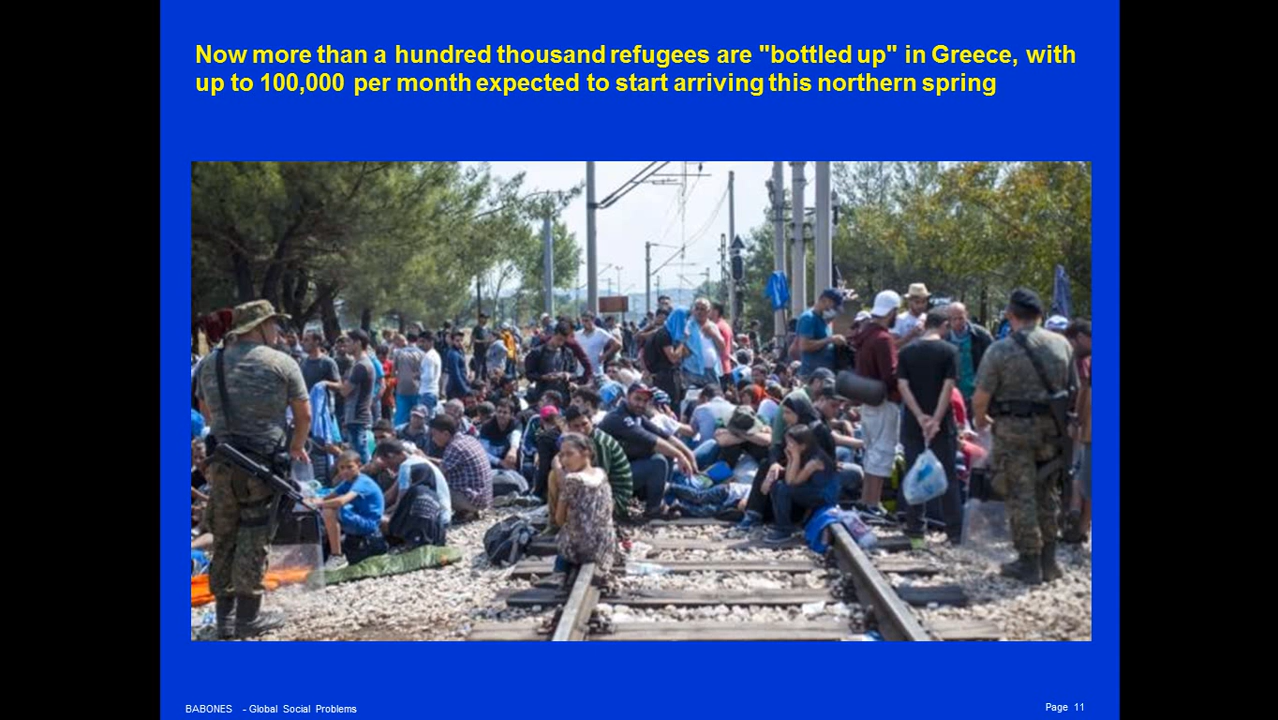 Now more than a hundred thousand refugees are "bottled up" in Greece, with
up to 100,000 per month expected to start arriving this northern spring
BABONES - Global Social Problems
Page 11